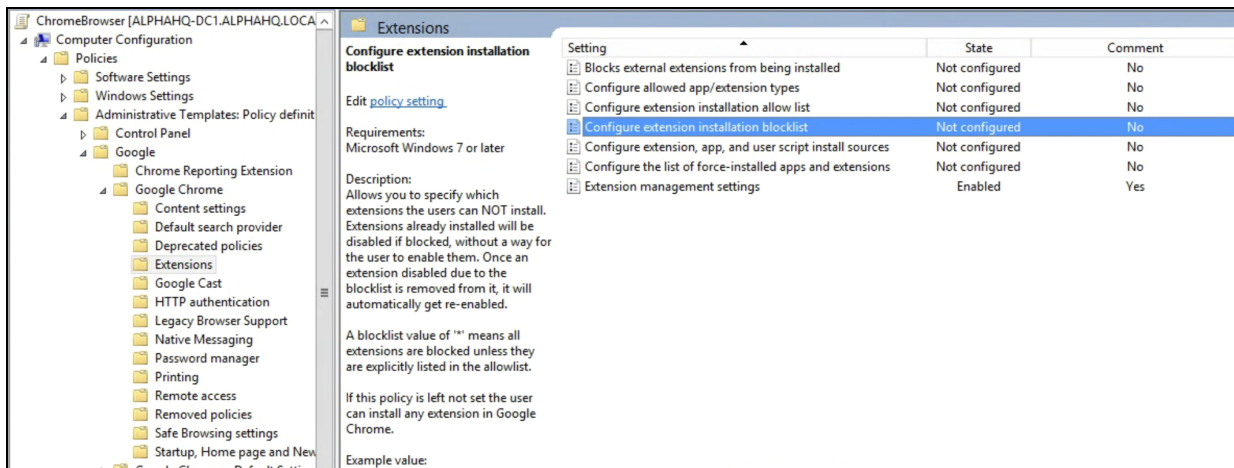 ChromeBrowser [ALPHAHQ-DC1.ALPHAHQ.LOCA
Computer Configuration
Policies
Software Settings
Windows Settings
Administrative Templates: Policy definit
Control Panel
Google
Chrome Reporting Extension
Google Chrome
Content settings
Default search provider
Deprecated policies
Extensions
Google Cast
HTTP authentication
Legacy Browser Support
Native Messaging
Password manager
Printing
Remote access
Removed policies
Safe Browsing settings
Startup, Home page and New
Extensions
Configure extension installation
blocklist
Edit policy setting
Requirements:
Microsoft Windows 7 or later
Description:
Allows you to specify which
extensions the users can NOT install.
Extensions already installed will be
disabled if blocked, without a way for
the user to enable them. Once an
extension disabled due to the
blocklist is removed from it, it will
automatically get re-enabled.
A blocklist value of '*' means all
extensions are blocked unless they
are explicitly listed in the allowlist.
If this policy is left not set the user
can install any extension in Google
Chrome.
Example value:
Setting State Comment
Blocks external extensions from being installed Not configured No
Configure allowed app/extension types Not configured No
Configure extension installation allow list Not configured No
Configure extension installation blocklist Not configured No
Configure extension, app, and user script install sources Not configured No
Configure the list of force-installed apps and extensions Not configured No
Extension management settings Enabled Yes